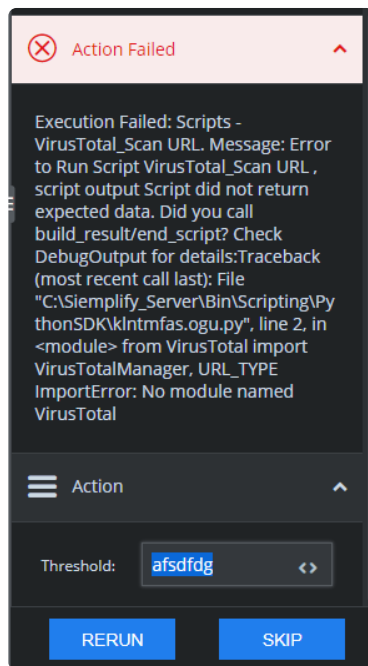 Action Failed
Execution Failed: Scripts -
VirusTotal_Scan URL. Message: Error
to Run Script VirusTotal_Scan URL ,
script output Script did not return
expected data. Did you call
build_result/end_script? Check
DebugOutput for details:Traceback
(most recent call last): File
"C:\Siemplify_Server\Bin\Scripting\Py
thonSDK\klntmfas.ogu.py", line 2, in
<module> from VirusTotal import
VirusTotalManager, URL_TYPE
ImportError: No module named
VirusTotal
Action
Threshold: afsdfdg <>
RERUN SKIP